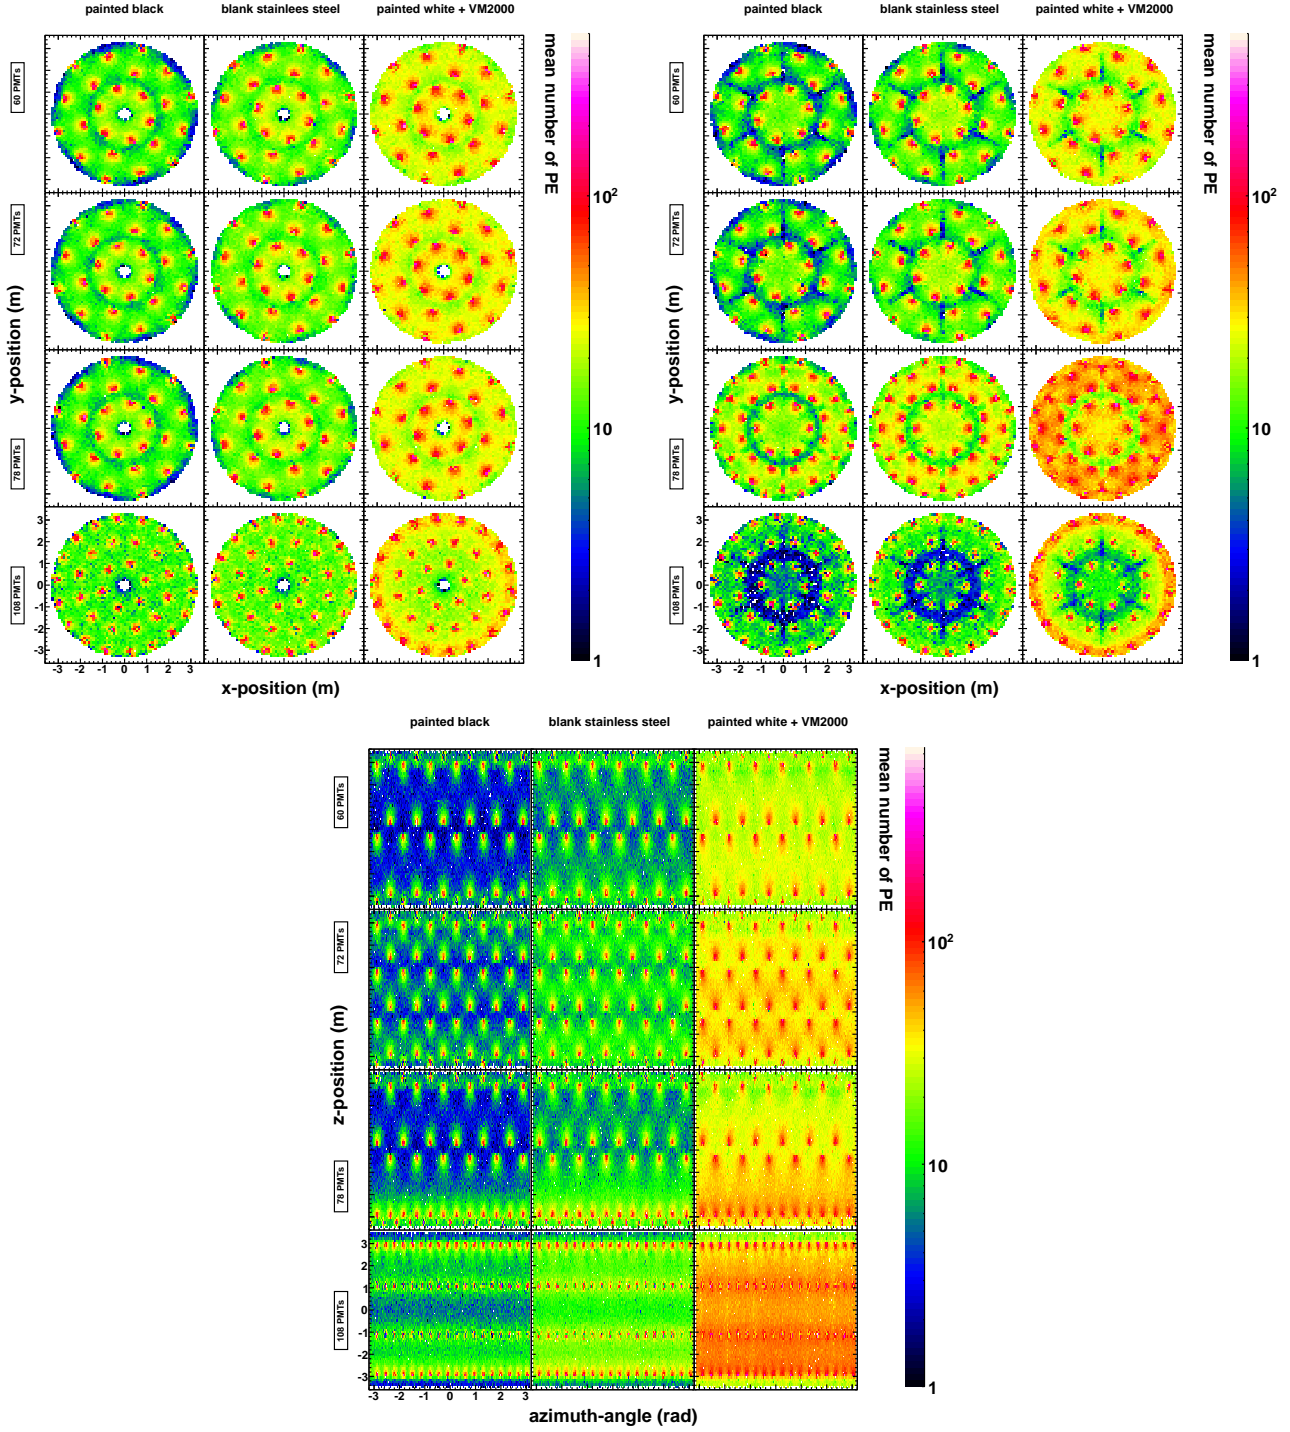 painted black blank stainlees steel painted white + VM2000
60 PMTs
72 PMTs
78 PMTs
108 PMTs
y-position (m)
3
2
1
0
-1
-2
-3
-3 -2 -1 0 1 2 3
x-position (m)
mean number of PE
10²
10
1
painted black blank stainless steel painted white + VM2000
60 PMTs
72 PMTs
78 PMTs
108 PMTs
y-position (m)
3
2
1
0
-1
-2
-3
-3 -2 -1 0 1 2 3
x-position (m)
mean number of PE
10²
10
1
painted black blank stainless steel painted white + VM2000
60 PMTs
72 PMTs
78 PMTs
108 PMTs
z-position (m)
3
2
1
0
-1
-2
-3
-3 -2 -1 0 1 2 3
azimuth-angle (rad)
mean number of PE
10²
10
1